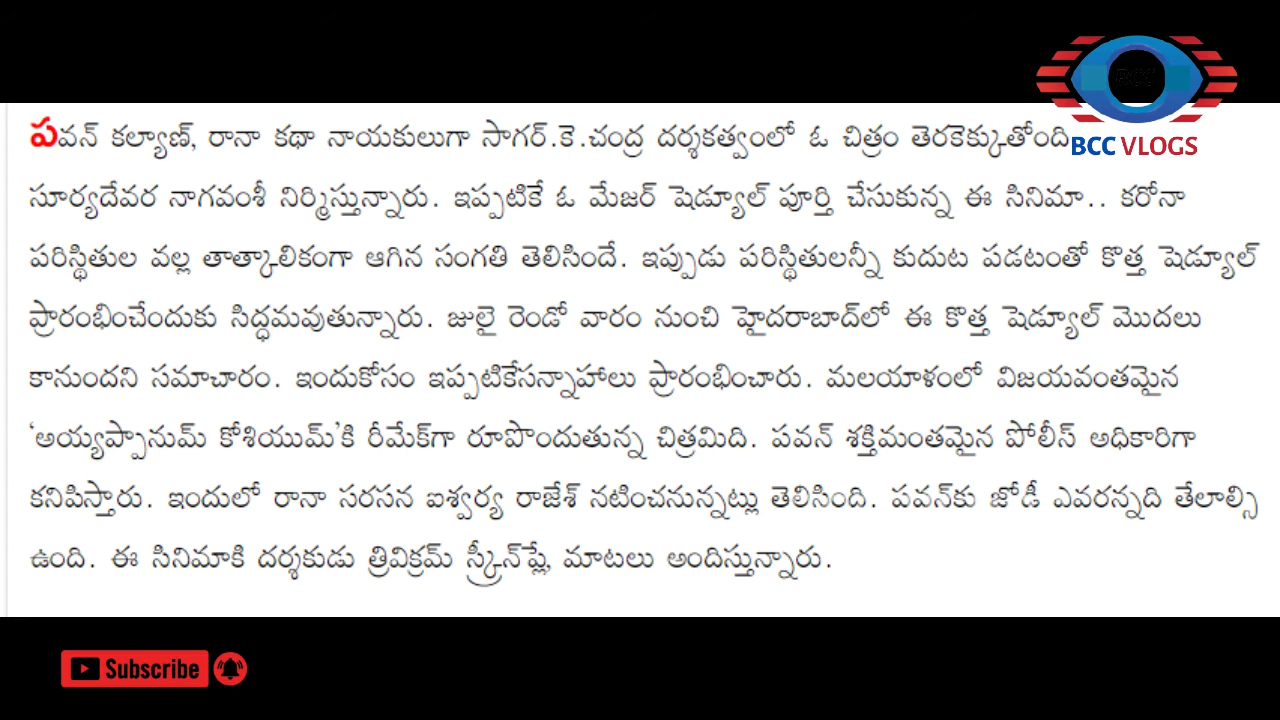 పవన్ కల్యాణ్, రానా కథా నాయకులుగా సాగర్.కె.చంద్ర దర్శకత్వంలో ఓ చిత్రం తెరకెక్కుతోంది
సూర్యదేవర నాగవంశీ నిర్మిస్తున్నారు. ఇప్పటికే ఓ మేజర్ షెడ్యూల్ పూర్తి చేసుకున్న ఈ సినిమా.. కరోనా
పరిస్థితుల వల్ల తాత్కాలికంగా ఆగిన సంగతి తెలిసిందే. ఇప్పుడు పరిస్థితులన్నీ కుదుట పడటంతో కొత్త షెడ్యూల్
ప్రారంభించేందుకు సిద్ధమవుతున్నారు. జులై రెండో వారం నుంచి హైదరాబాద్‌లో ఈ కొత్త షెడ్యూల్ మొదలు
కానుందని సమాచారం. ఇందుకోసం ఇప్పటికేసన్నాహాలు ప్రారంభించారు. మలయాళంలో విజయవంతమైన
‘అయ్యప్పానుమ్ కోశియుమ్’కి రీమేక్‌గా రూపొందుతున్న చిత్రమిది. పవన్ శక్తిమంతమైన పోలీస్ అధికారిగా
కనిపిస్తారు. ఇందులో రానా సరసన ఐశ్వర్య రాజేశ్ నటించనున్నట్లు తెలిసింది. పవన్‌కు జోడీ ఎవరన్నది తేలాల్సి
ఉంది. ఈ సినిమాకి దర్శకుడు త్రివిక్రమ్ స్క్రీన్‌ప్లే, మాటలు అందిస్తున్నారు.
BCC VLOGS
Subscribe